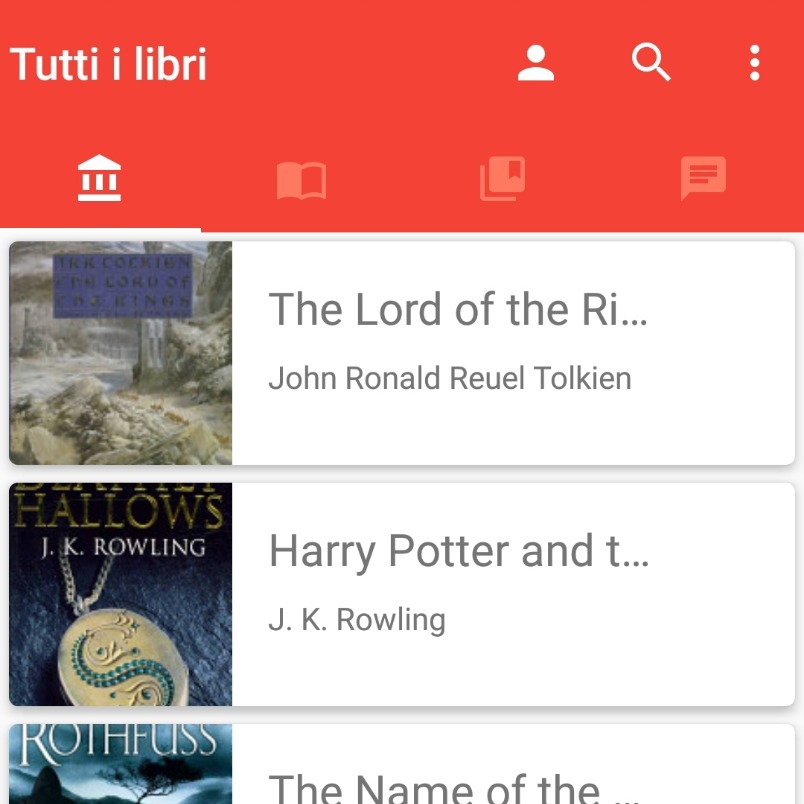 Tutti i libri
THE LORD OF
THE RINGS
The Lord of the Ri...
John Ronald Reuel Tolkien
HALLOWS
J. K. ROWLING
Harry Potter and t...
J. K. Rowling
ROTHFUSS
The Name of the ...